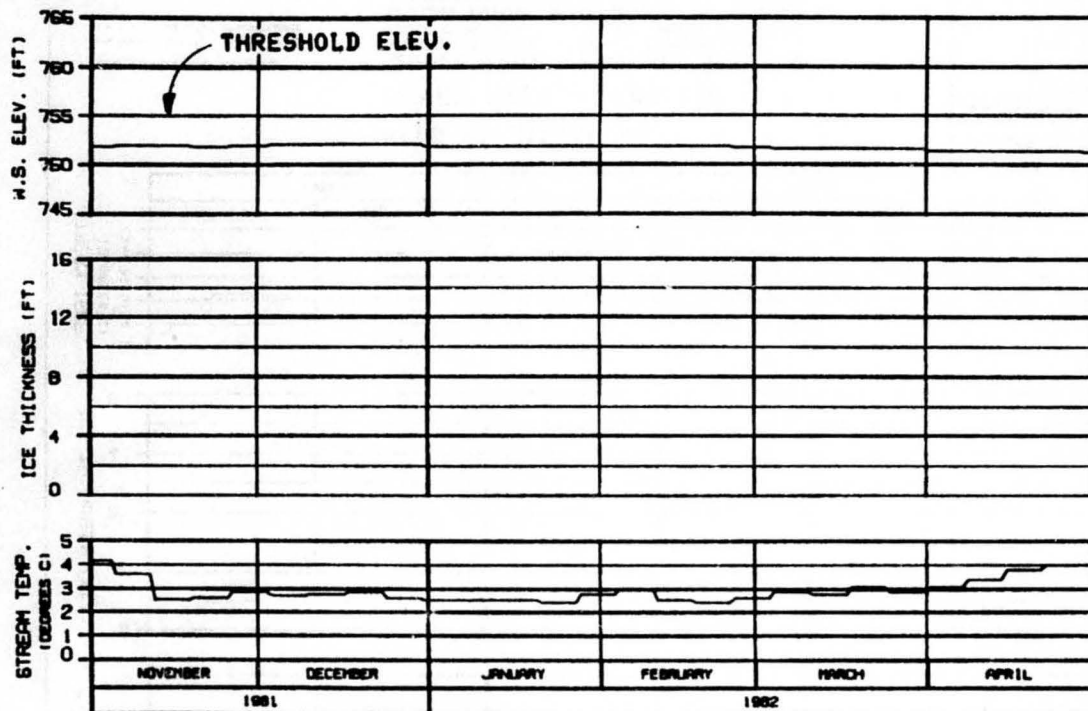 THRESHOLD ELEV.
W.S. ELEV. (FT)
765
760
755
750
745
ICE THICKNESS (FT)
16
12
8
4
0
STREAM TEMP.
(DEGREES C)
5
4
3
2
1
0
NOVEMBER DECEMBER JANUARY FEBRUARY MARCH APRIL
1981 1982